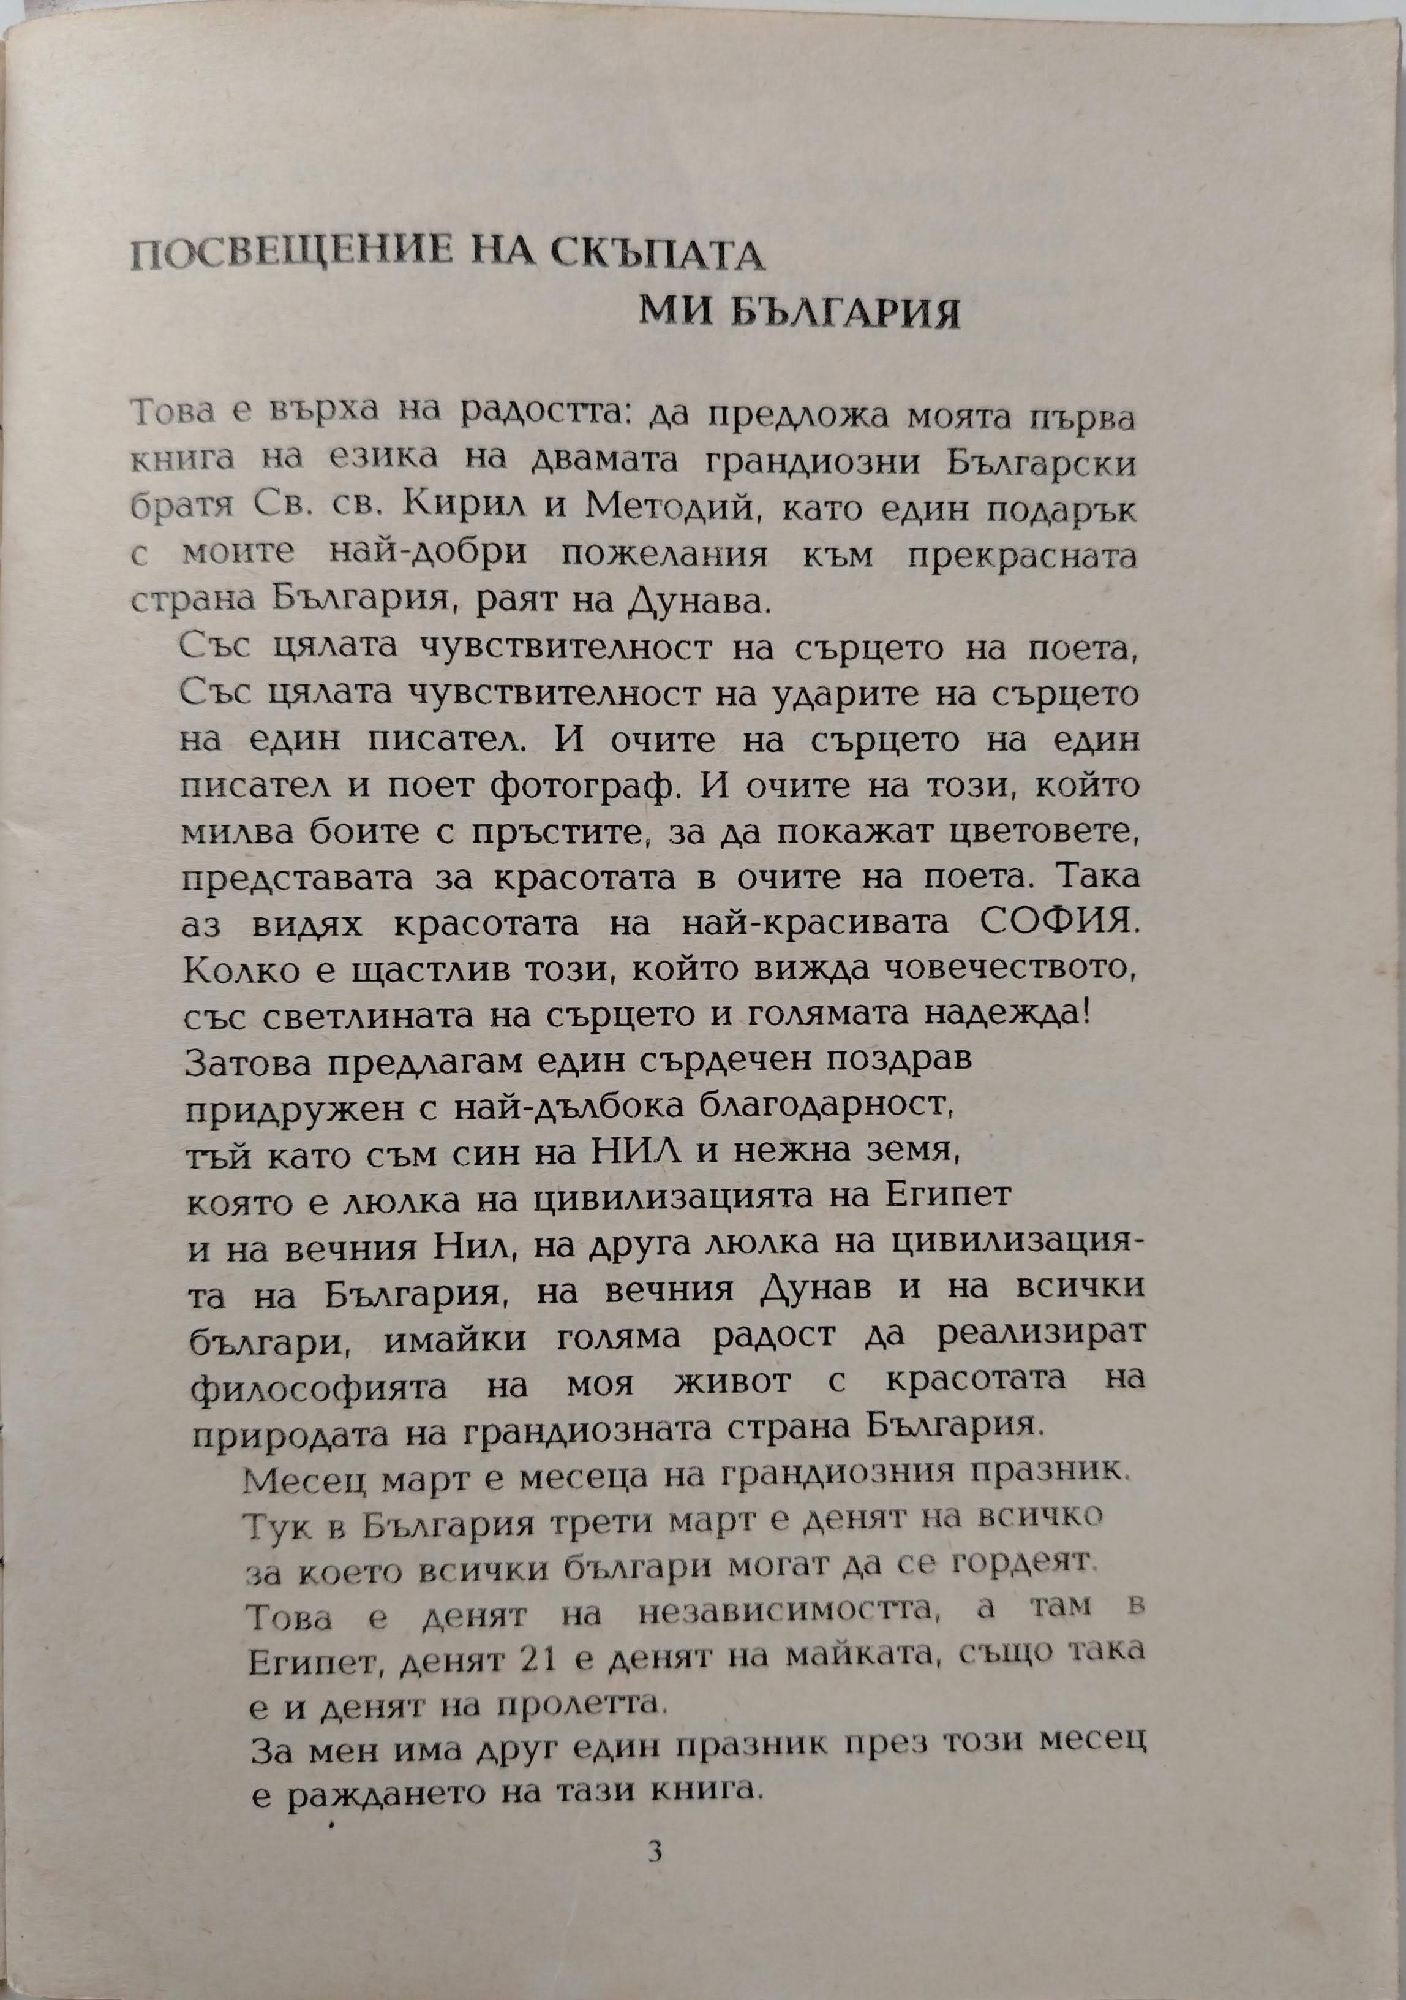 ПОСВЕЩЕНИЕ НА СКЪПАТА
МИ БЪЛГАРИЯ
Това е върха на радостта: да предложа моята първа
книга на езика на двамата грандиозни Български
братя Св. св. Кирил и Методий, като един подарък
с моите най-добри пожелания към прекрасната
страна България, раят на Дунава.
Със цялата чувствителност на сърцето на поета,
Със цялата чувствителност на ударите на сърцето
на един писател. И очите на сърцето на един
писател и поет фотограф. И очите на този, който
милва боите с пръстите, за да покажат цветовете,
представата за красотата в очите на поета. Така
аз видях красотата на най-красивата СОФИЯ.
Колко е щастлив този, който вижда човечеството,
със светлината на сърцето и голямата надежда!
Затова предлагам един сърдечен поздрав
придружен с най-дълбока благодарност,
тъй като съм син на НИЛ и нежна земя,
която е люлка на цивилизацията на Египет
и на вечния Нил, на друга люлка на цивилизация-
та на България, на вечния Дунав и на всички
българи, имайки голяма радост да реализират
философията на моя живот с красотата на
природата на грандиозната страна България.
Месец март е месеца на грандиозния празник.
Тук в България трети март е денят на всичко
за което всички българи могат да се гордеят.
Това е денят на независимостта, а там в
Египет, денят 21 е денят на майката, също така
е и денят на пролетта.
За мен има друг един празник през този месец
е раждането на тази книга.
3